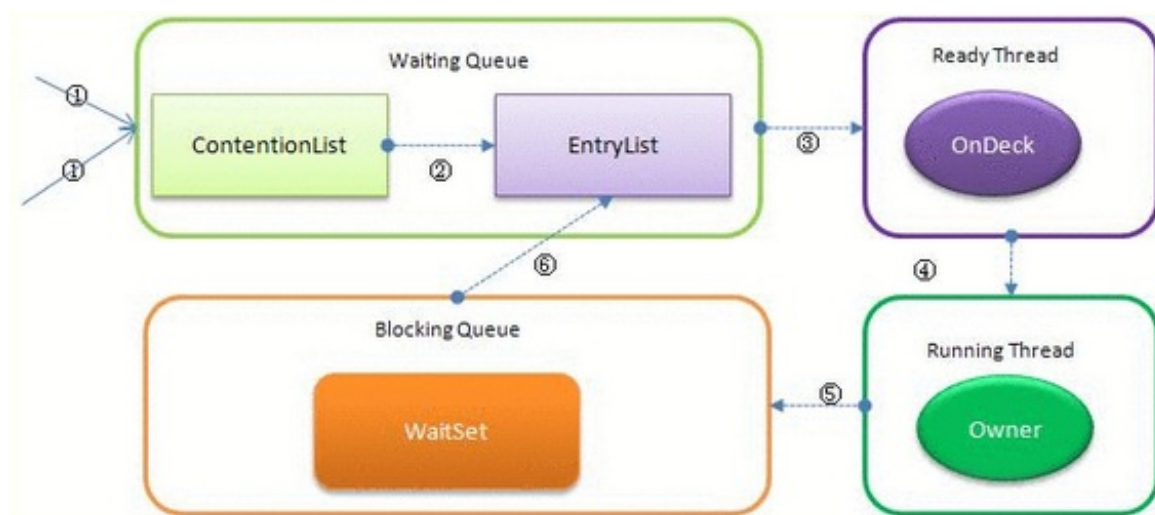 Waiting Queue
Ready Thread
①
ContentionList
EntryList
②
③
OnDeck
①
⑥
④
Blocking Queue
Running Thread
⑤
WaitSet
Owner